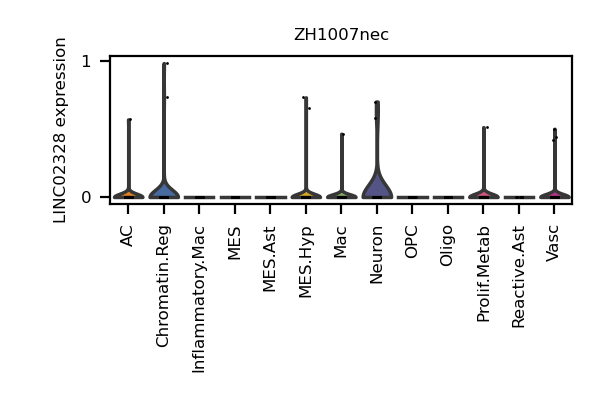 ZH1007nec
LINC02328 expression
1
0
AC
Chromatin.Reg
Inflammatory.Mac
MES
MES.Ast
MES.Hyp
Mac
Neuron
OPC
Oligo
Prolif.Metab
Reactive.Ast
Vasc